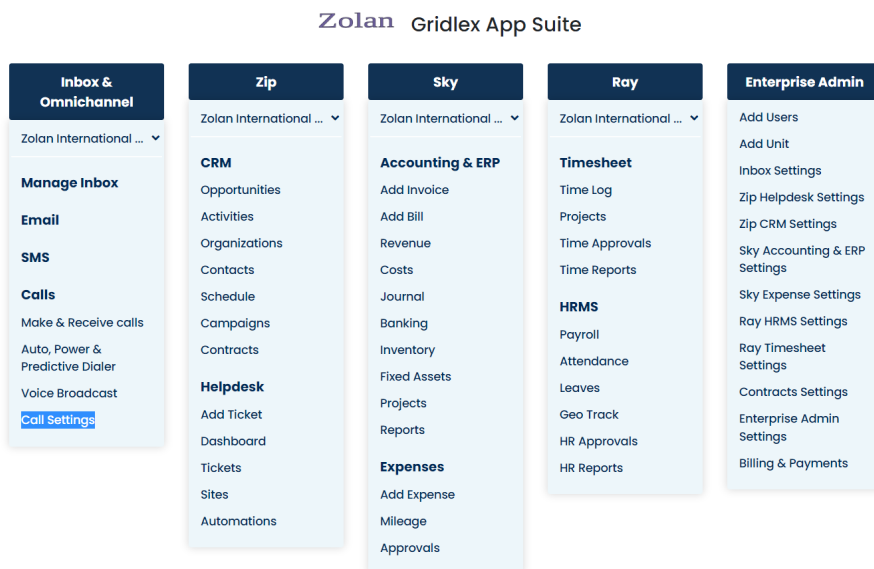 Zolan Gridlex App Suite
Inbox &
Omnichannel
Zolan International ...
Manage Inbox
Email
SMS
Calls
Make & Receive calls
Auto, Power &
Predictive Dialer
Voice Broadcast
Call Settings
Zip
Zolan International ...
CRM
Opportunities
Activities
Organizations
Contacts
Schedule
Campaigns
Contracts
Helpdesk
Add Ticket
Dashboard
Tickets
Sites
Automations
Sky
Zolan International ...
Accounting & ERP
Add Invoice
Add Bill
Revenue
Costs
Journal
Banking
Inventory
Fixed Assets
Projects
Reports
Expenses
Add Expense
Mileage
Approvals
Ray
Zolan International ...
Timesheet
Time Log
Projects
Time Approvals
Time Reports
HRMS
Payroll
Attendance
Leaves
Geo Track
HR Approvals
HR Reports
Enterprise Admin
Add Users
Add Unit
Inbox Settings
Zip Helpdesk Settings
Zip CRM Settings
Sky Accounting & ERP
Settings
Sky Expense Settings
Ray HRMS Settings
Ray Timesheet
Settings
Contracts Settings
Enterprise Admin
Settings
Billing & Payments